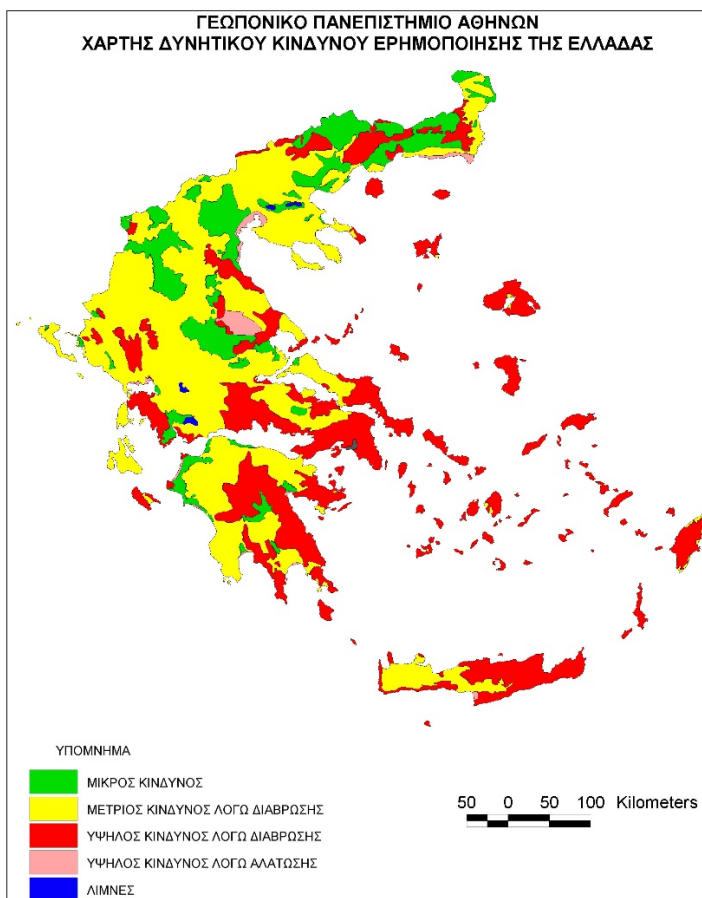 ΓΕΩΠΟΝΙΚΟ ΠΑΝΕΠΙΣΤΗΜΙΟ ΑΘΗΝΩΝ
ΧΑΡΤΗΣ ΔΥΝΗΤΙΚΟΥ ΚΙΝΔΥΝΟΥ ΕΡΗΜΟΠΟΙΗΣΗΣ ΤΗΣ ΕΛΛΑΔΑΣ
ΥΠΟΜΝΗΜΑ
ΜΙΚΡΟΣ ΚΙΝΔΥΝΟΣ
ΜΕΤΡΙΟΣ ΚΙΝΔΥΝΟΣ ΛΟΓΩ ΔΙΑΒΡΩΣΗΣ
ΥΨΗΛΟΣ ΚΙΝΔΥΝΟΣ ΛΟΓΩ ΔΙΑΒΡΩΣΗΣ
ΥΨΗΛΟΣ ΚΙΝΔΥΝΟΣ ΛΟΓΩ ΑΛΑΤΩΣΗΣ
ΛΙΜΝΕΣ
50 0 50 100 Kilometers